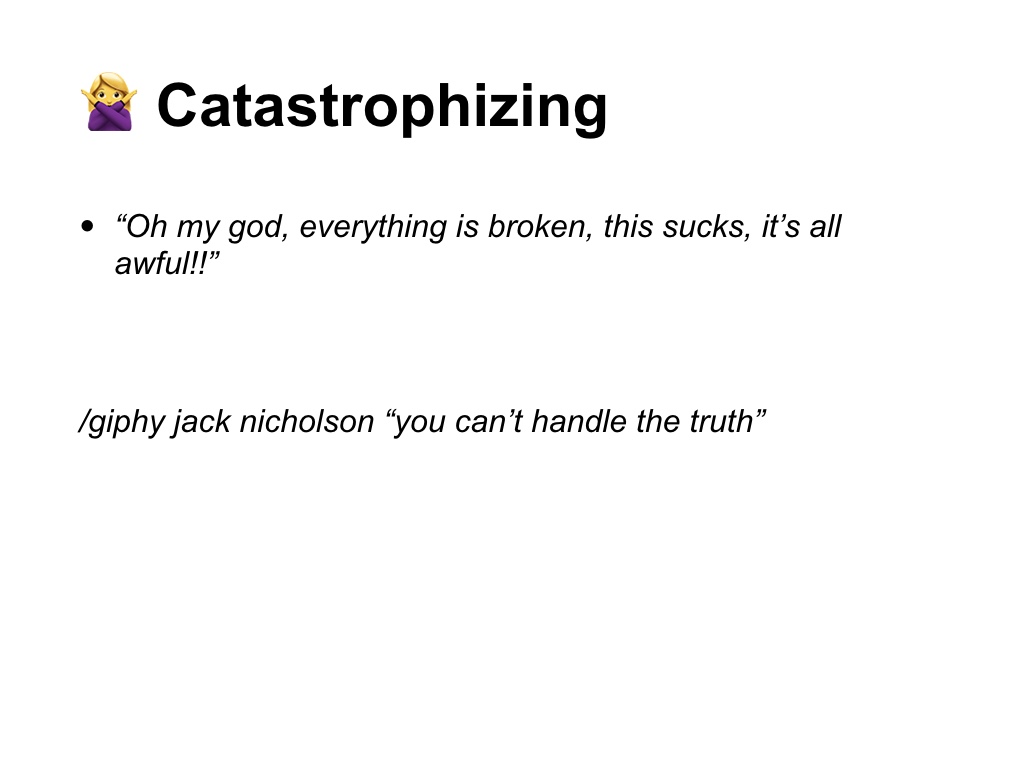 🙅‍♀️ Catastrophizing
• “Oh my god, everything is broken, this sucks, it’s all
awful!!”
/giphy jack nicholson “you can’t handle the truth”